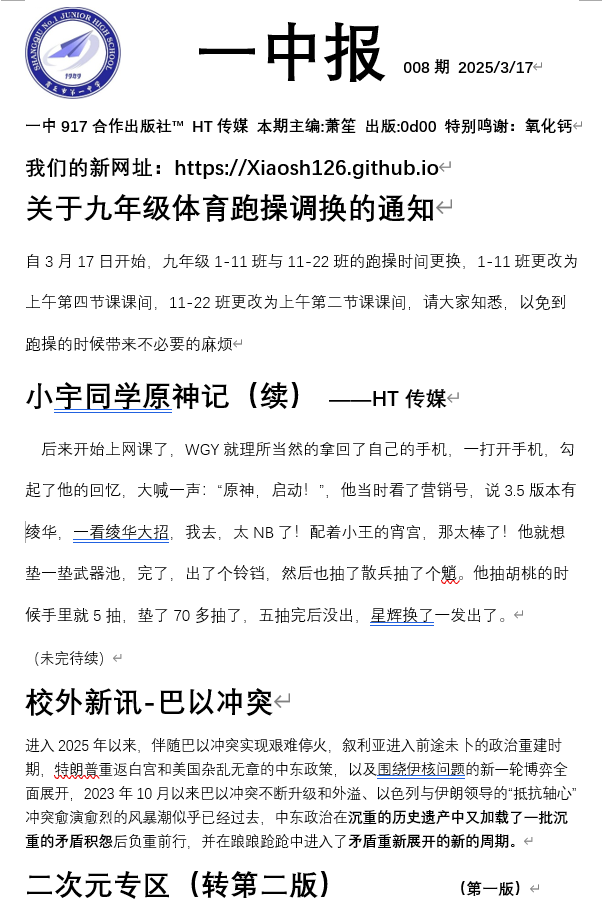 SHANGQIU No.1 JUNIOR HIGH SCHOOL
1989
商丘市第一中学
一中报 008 期 2025/3/17
一中 917 合作出版社™ HT 传媒 本期主编:萧笙 出版:0d00 特别鸣谢：氧化钙
我们的新网址：https://Xiaosh126.github.io
关于九年级体育跑操调换的通知
自 3 月 17 日开始，九年级 1-11 班与 11-22 班的跑操时间更换，1-11 班更改为
上午第四节课课间，11-22 班更改为上午第二节课课间，请大家知悉，以免到
跑操的时候带来不必要的麻烦
小宇同学原神记（续） ——HT 传媒
后来开始上网课了，WGY 就理所当然的拿回了自己的手机，一打开手机，勾
起了他的回忆，大喊一声：“原神，启动！”，他当时看了营销号，说 3.5 版本有
绫华，一看绫华大招，我去，太 NB 了！配着小王的宵宫，那太棒了！他就想
垫一垫武器池，完了，出了个铃铛，然后也抽了散兵抽了个魈。他抽胡桃的时
候手里就 5 抽，垫了 70 多抽了，五抽完后没出，星辉换了一发出了。
（未完待续）
校外新讯-巴以冲突
进入 2025 年以来，伴随巴以冲突实现艰难停火，叙利亚进入前途未卜的政治重建时
期，特朗普重返白宫和美国杂乱无章的中东政策，以及围绕伊核问题的新一轮博弈全
面展开，2023 年 10 月以来巴以冲突不断升级和外溢、以色列与伊朗领导的“抵抗轴心”
冲突愈演愈烈的风暴潮似乎已经过去，中东政治在沉重的历史遗产中又加载了一批沉
重的矛盾积怨后负重前行，并在踉踉跄跄中进入了矛盾重新展开的新的周期。
二次元专区（转第二版） （第一版）